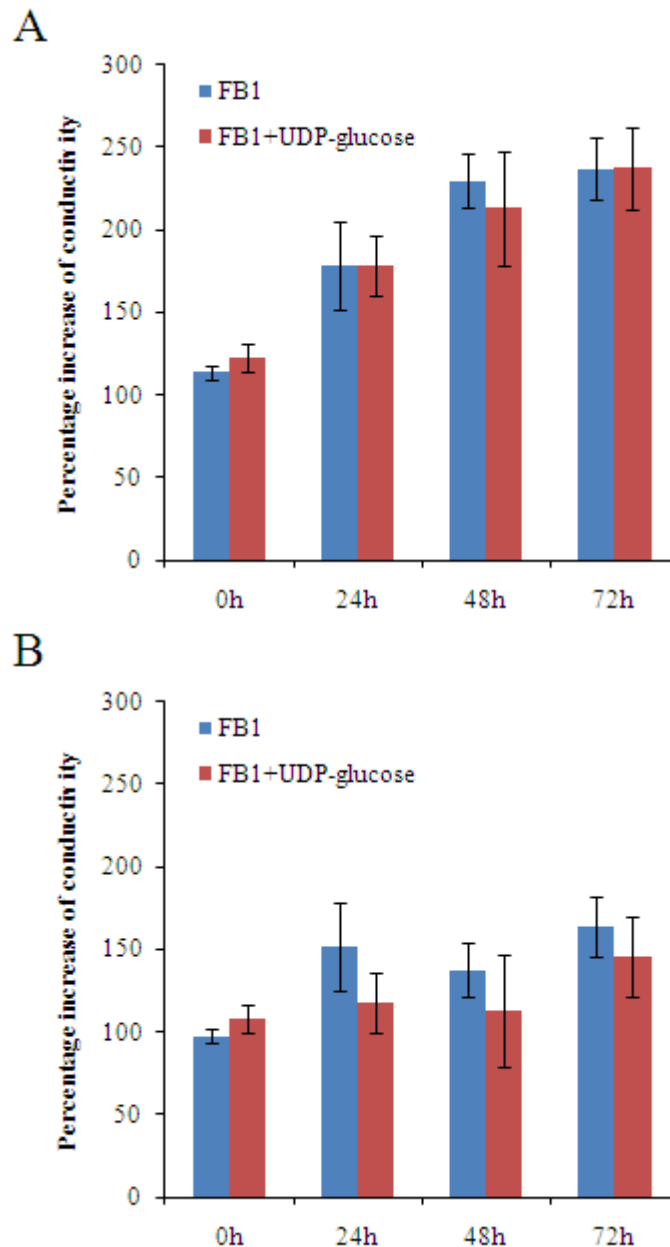 A
Percentage increase of conductivity
300
250
200
150
100
50
0
FB1
FB1+UDP-glucose
0h 24h 48h 72h
B
Percentage increase of conductivity
300
250
200
150
100
50
0
FB1
FB1+UDP-glucose
0h 24h 48h 72h